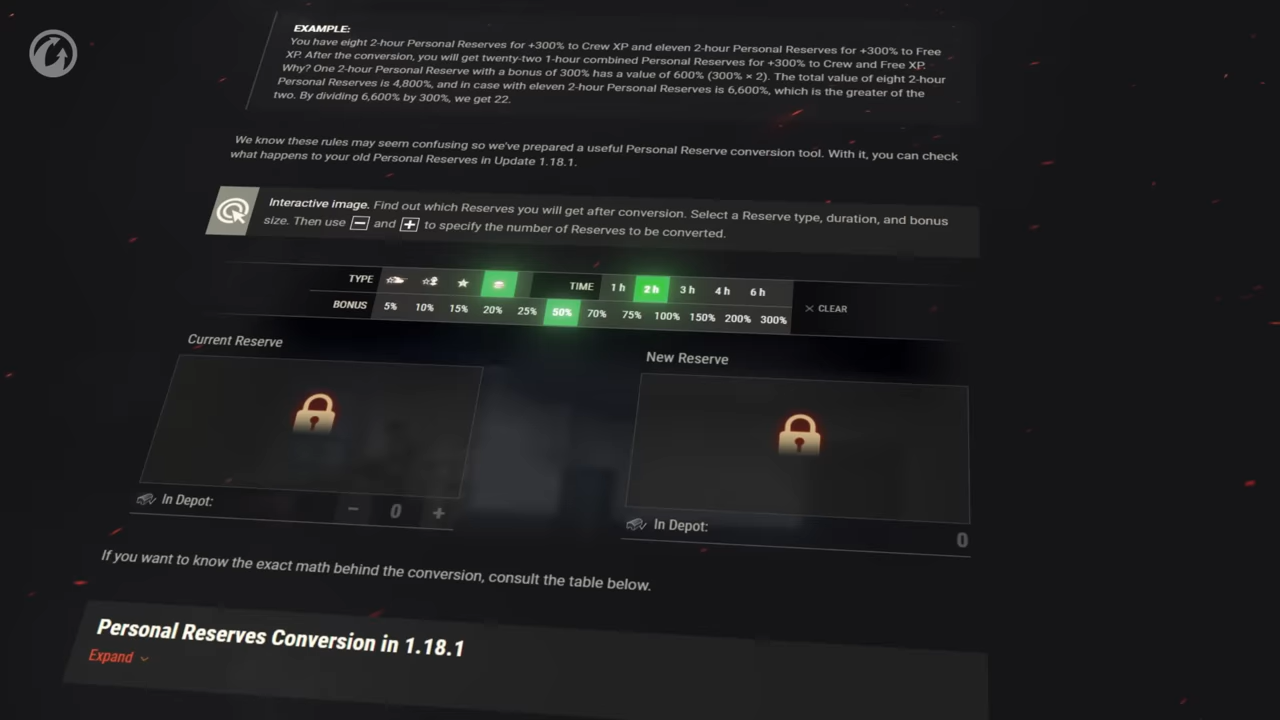 EXAMPLE:
You have eight 2-hour Personal Reserves for +300% to Crew XP and eleven 2-hour Personal Reserves for +300% to Free
XP. After the conversion, you will get twenty-two 1-hour combined Personal Reserves for +300% to Crew and Free XP.
Why? One 2-hour Personal Reserve with a bonus of 300% has a value of 600% (300% × 2). The total value of eight 2-hour
Personal Reserves is 4,800%, and in case with eleven 2-hour Personal Reserves is 6,600%, which is the greater of the
two. By dividing 6,600% by 300%, we get 22.
We know these rules may seem confusing so we've prepared a useful Personal Reserve conversion tool. With it, you can check
what happens to your old Personal Reserves in Update 1.18.1.
Interactive image. Find out which Reserves you will get after conversion. Select a Reserve type, duration, and bonus
size. Then use − and + to specify the number of Reserves to be converted.
TYPE TIME 1 h 2 h 3 h 4 h 6 h
BONUS 5% 10% 15% 20% 25% 50% 70% 75% 100% 150% 200% 300%
× CLEAR
Current Reserve
New Reserve
In Depot: − 0 +
In Depot: 0
If you want to know the exact math behind the conversion, consult the table below.
Personal Reserves Conversion in 1.18.1
Expand